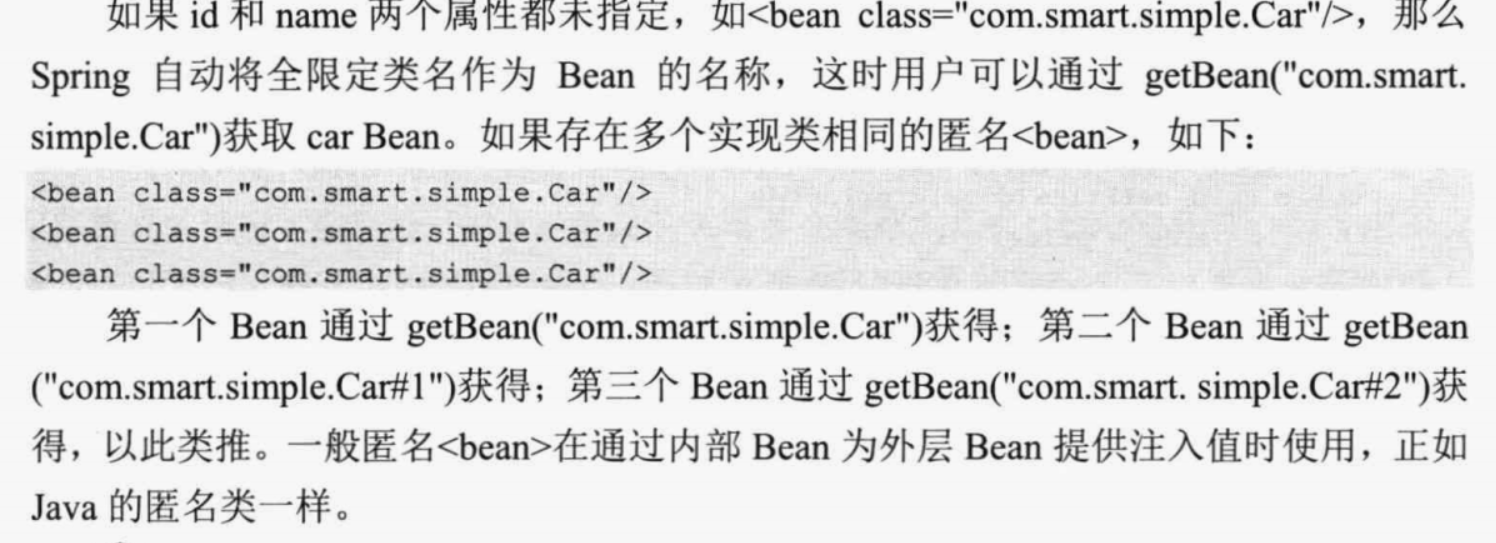 如果 id 和 name 两个属性都未指定，如<bean class="com.smart.simple.Car"/>，那么
Spring 自动将全限定类名作为 Bean 的名称，这时用户可以通过 getBean("com.smart.
simple.Car")获取 car Bean。如果存在多个实现类相同的匿名<bean>，如下：
<bean class="com.smart.simple.Car"/>
<bean class="com.smart.simple.Car"/>
<bean class="com.smart.simple.Car"/>
第一个 Bean 通过 getBean("com.smart.simple.Car")获得；第二个 Bean 通过 getBean
("com.smart.simple.Car#1")获得；第三个 Bean 通过 getBean("com.smart. simple.Car#2")获
得，以此类推。一般匿名<bean>在通过内部 Bean 为外层 Bean 提供注入值时使用，正如
Java 的匿名类一样。